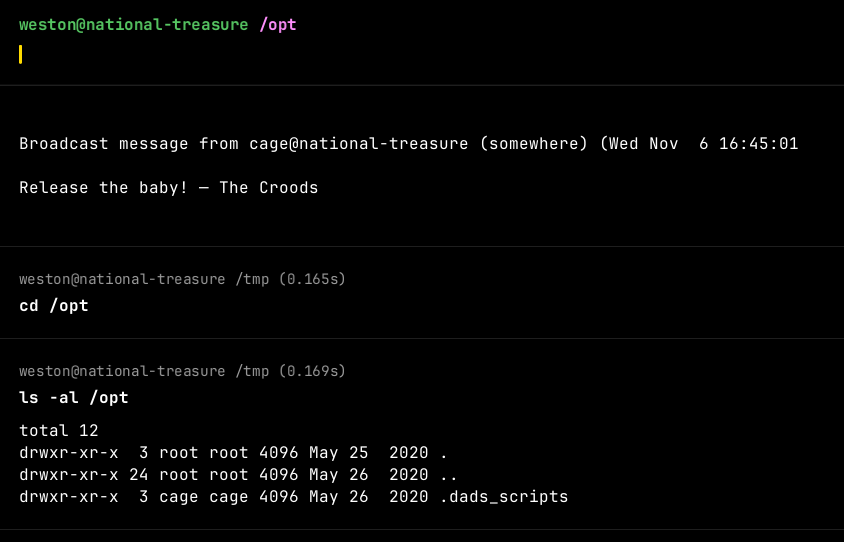 weston@national-treasure /opt
Broadcast message from cage@national-treasure (somewhere) (Wed Nov  6 16:45:01
Release the baby! — The Croods
weston@national-treasure /tmp (0.165s)
cd /opt
weston@national-treasure /tmp (0.169s)
ls -al /opt
total 12
drwxr-xr-x  3 root root 4096 May 25  2020 .
drwxr-xr-x 24 root root 4096 May 26  2020 ..
drwxr-xr-x  3 cage cage 4096 May 26  2020 .dads_scripts